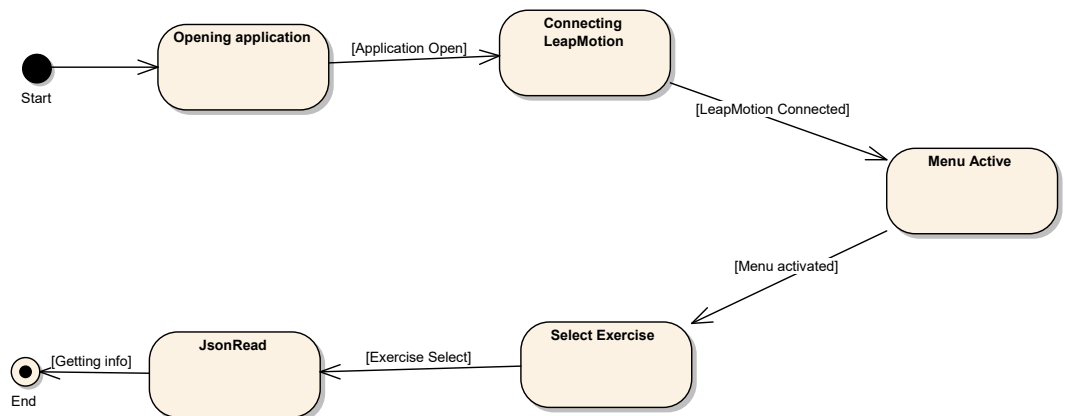 Opening application
[Application Open]
Connecting
LeapMotion
Start
[LeapMotion Connected]
Menu Active
[Menu activated]
Select Exercise
[Exercise Select]
JsonRead
[Getting info]
End